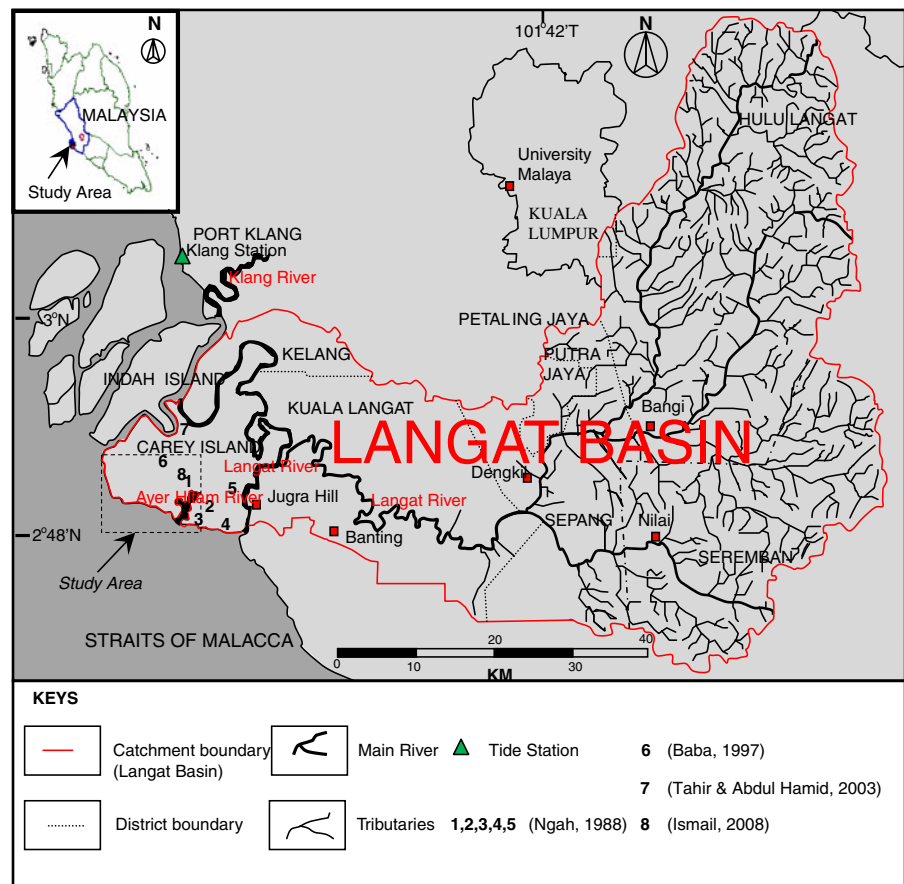 N
MALAYSIA
Study Area
101°42'T
N
HULU LANGAT
University
Malaya
KUALA
LUMPUR
PORT KLANG
Klang Station
Klang River
3°N
PETALING JAYA
KELANG
PUTRA
JAYA
INDAH ISLAND
KUALA LANGAT
Bangi
LANGAT BASIN
7
CAREY ISLAND
6
Langat River
8
1
5
Dengkil
Ayer Hitam River
Jugra Hill
Langat River
2
3
4
SEPANG
Nilai
2°48'N
Banting
SEREMBAN
Study Area
STRAITS OF MALACCA
0 20 40
10 30
KM
KEYS
Catchment boundary
(Langat Basin)
Main River
Tide Station
6 (Baba, 1997)
7 (Tahir & Abdul Hamid, 2003)
District boundary
Tributaries
1,2,3,4,5 (Ngah, 1988)
8 (Ismail, 2008)